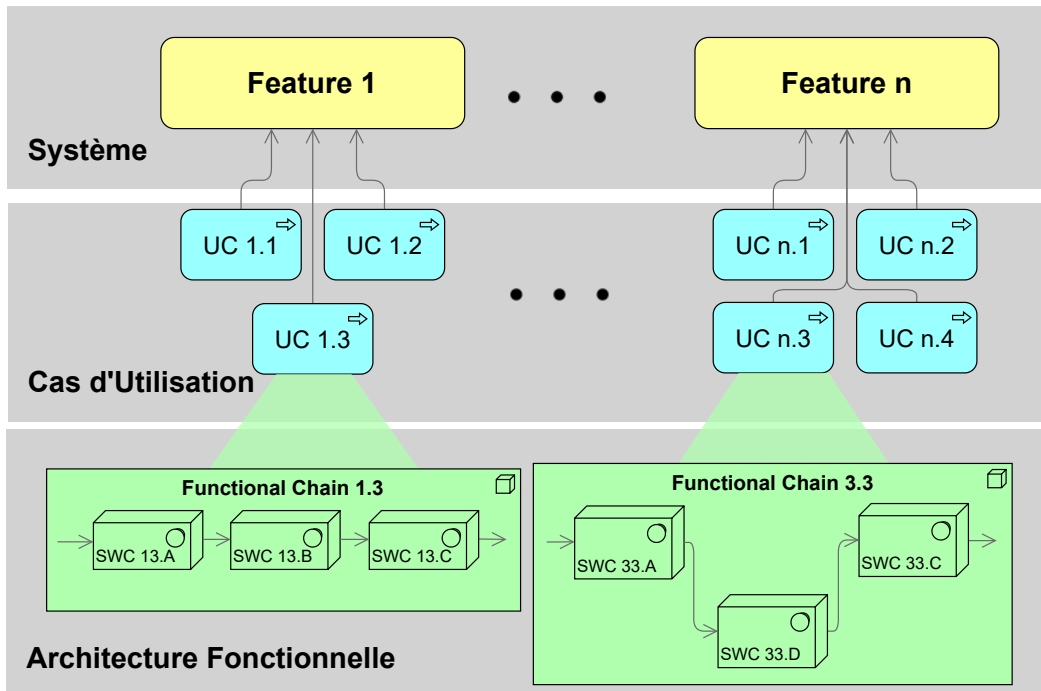 Feature 1
Feature n
Système
UC 1.1
UC 1.2
UC n.1
UC n.2
UC 1.3
UC n.3
UC n.4
Cas d'Utilisation
Functional Chain 1.3
SWC 13.A
SWC 13.B
SWC 13.C
Functional Chain 3.3
SWC 33.A
SWC 33.C
SWC 33.D
Architecture Fonctionnelle